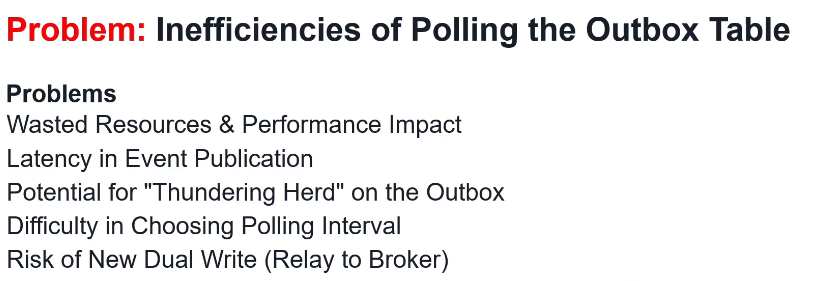 Problem: Inefficiencies of Polling the Outbox Table
Problems
Wasted Resources & Performance Impact
Latency in Event Publication
Potential for "Thundering Herd" on the Outbox
Difficulty in Choosing Polling Interval
Risk of New Dual Write (Relay to Broker)